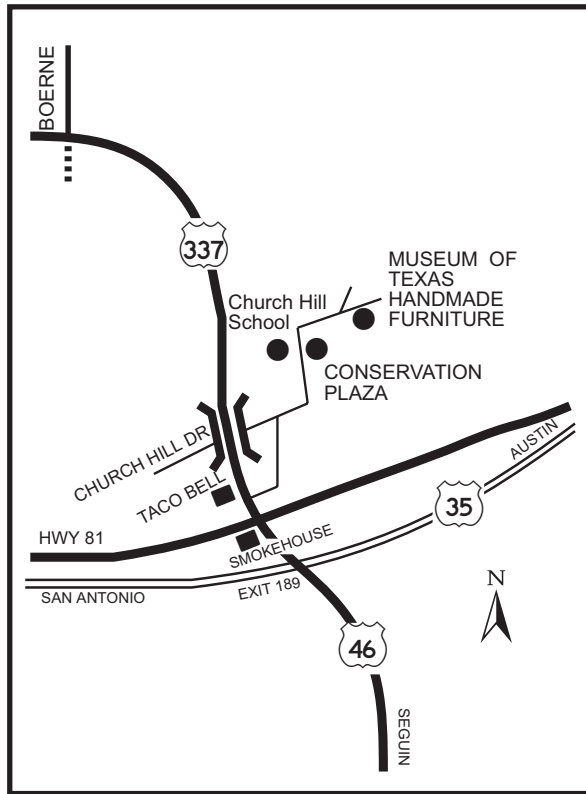 BOERNE
337
MUSEUM OF
TEXAS
HANDMADE
FURNITURE
Church Hill
School
CONSERVATION
PLAZA
CHURCH HILL DR
TACO BELL
AUSTIN
35
HWY 81
SMOKEHOUSE
EXIT 189
SAN ANTONIO
N
46
SEGUIN